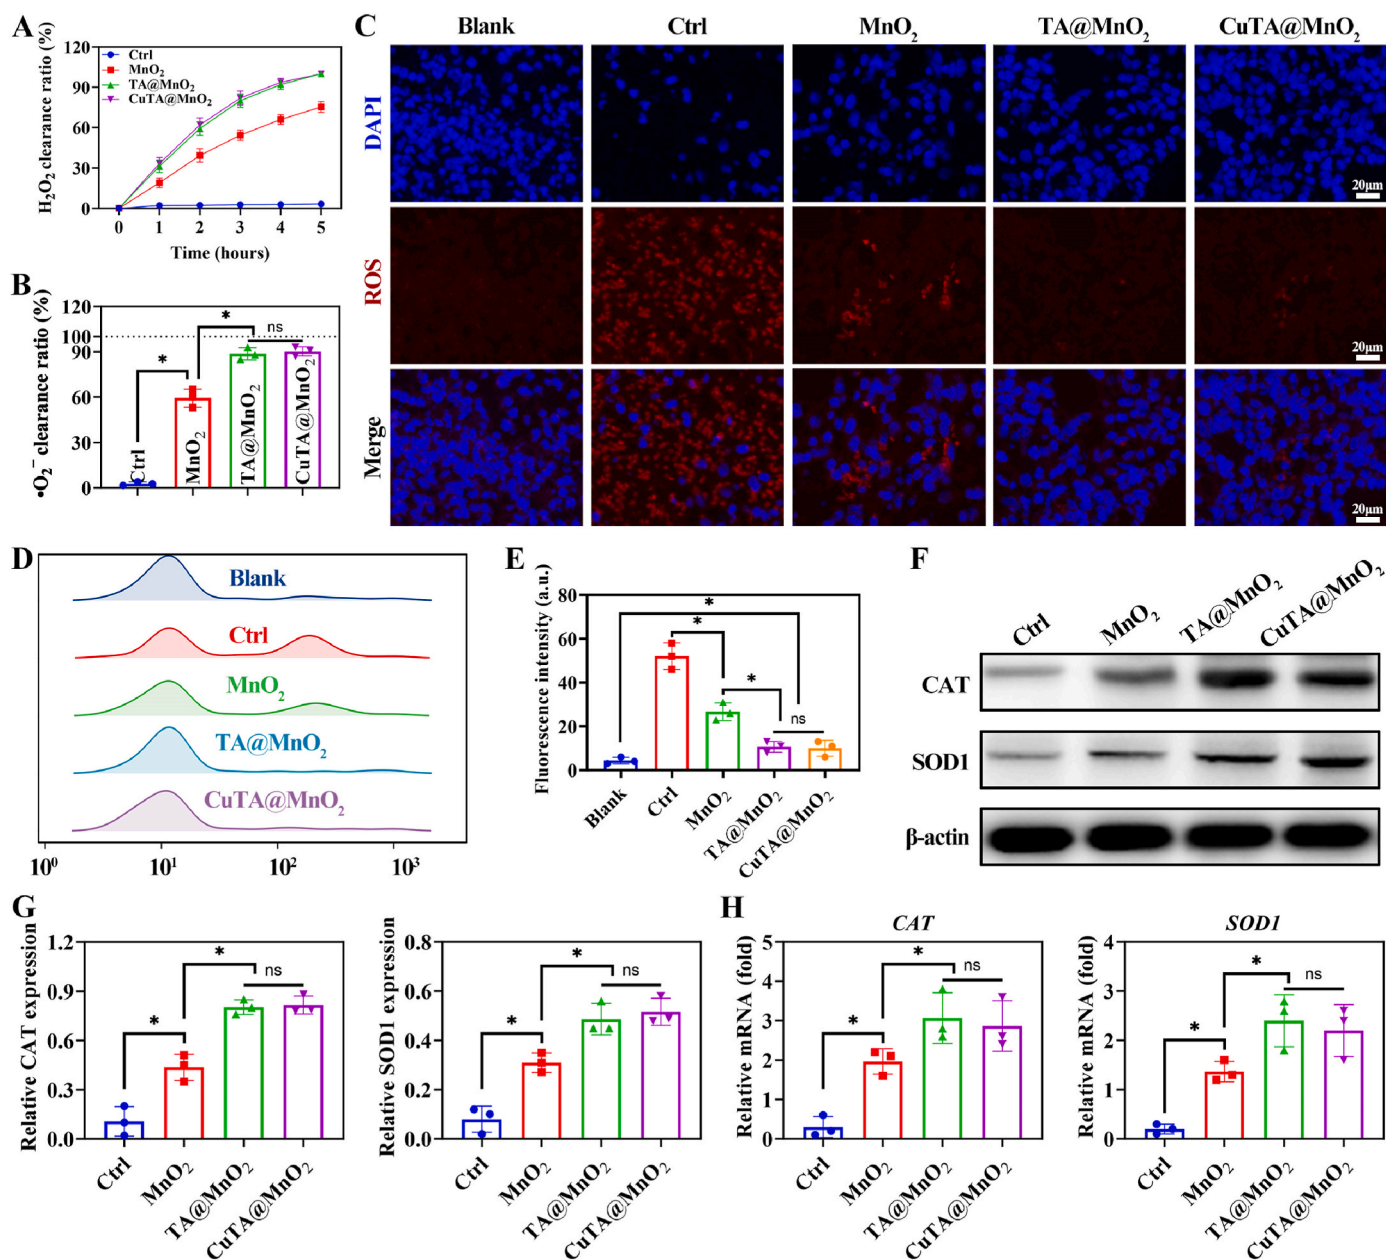 A
H₂O₂ clearance ratio (%)
120
90
60
30
0
Ctrl
MnO₂
TA@MnO₂
CuTA@MnO₂
0 1 2 3 4 5
Time (hours)
B
•O₂⁻ clearance ratio (%)
120
100
90
60
30
0
* * ns
Ctrl
MnO₂
TA@MnO₂
CuTA@MnO₂
C
Blank Ctrl MnO₂ TA@MnO₂ CuTA@MnO₂
DAPI
20μm
ROS
20μm
Merge
20μm
D
Blank
Ctrl
MnO₂
TA@MnO₂
CuTA@MnO₂
10⁰ 10¹ 10² 10³
E
Fluorescence intensity (a.u.)
80
60
40
20
0
*
*
*
ns
Blank
Ctrl
MnO₂
TA@MnO₂
CuTA@MnO₂
F
Ctrl MnO₂ TA@MnO₂ CuTA@MnO₂
CAT
SOD1
β-actin
G
Relative CAT expression
1.2
0.9
0.6
0.3
0.0
* * ns
Ctrl
MnO₂
TA@MnO₂
CuTA@MnO₂
Relative SOD1 expression
0.8
0.6
0.4
0.2
0.0
* * ns
Ctrl
MnO₂
TA@MnO₂
CuTA@MnO₂
H
CAT
Relative mRNA (fold)
5
4
3
2
1
0
* * ns
Ctrl
MnO₂
TA@MnO₂
CuTA@MnO₂
SOD1
Relative mRNA (fold)
4
3
2
1
0
* * ns
Ctrl
MnO₂
TA@MnO₂
CuTA@MnO₂